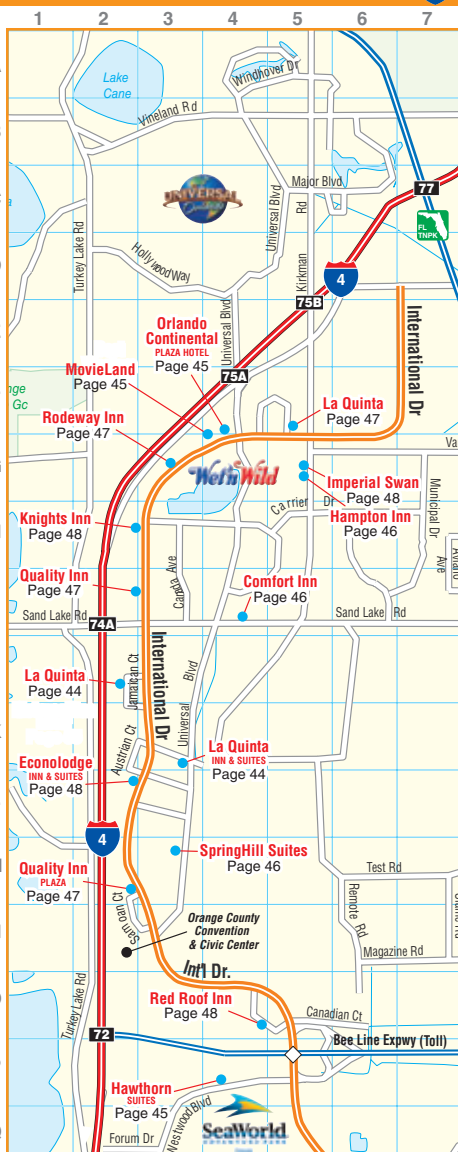 1 2 3 4 5 6 7
Lake
Cane
Windhover Dr
Vineland Rd
UNIVERSAL
Major Blvd
77
FL
TNPK
Turkey Lake Rd
Universal Blvd
Kirkman
Rd
Hollywood Way
4
75B
Orlando
Continental
PLAZA HOTEL
Page 45
Universal Blvd
International Dr
75A
MovieLand
Page 45
Gc
Rodeway Inn
Page 47
La Quinta
Page 47
Va
Wet'n Wild
Imperial Swan
Page 48
Carrier Dr
Hampton Inn
Page 46
Municipal Dr
Ave
Knights Inn
Page 48
Canada Ave
Quality Inn
Page 47
Comfort Inn
Page 46
Sand Lake Rd
74A
Sand Lake Rd
La Quinta
Page 44
Jamaican Ct
International Dr
Universal
Blvd
Austrian Ct
La Quinta
INN & SUITES
Page 44
Econolodge
INN & SUITES
Page 48
4
SpringHill Suites
Page 46
Quality Inn
PLAZA
Page 47
Test Rd
Remote Rd
Samoan Ct
Orange County
Convention
& Civic Center
Magazine Rd
Int'l Dr.
Red Roof Inn
Page 48
Canadian Ct
Turkey Lake Rd
72
Bee Line Expwy (Toll)
Hawthorn
SUITES
Page 45
Westwood Blvd
SeaWorld
Forum Dr